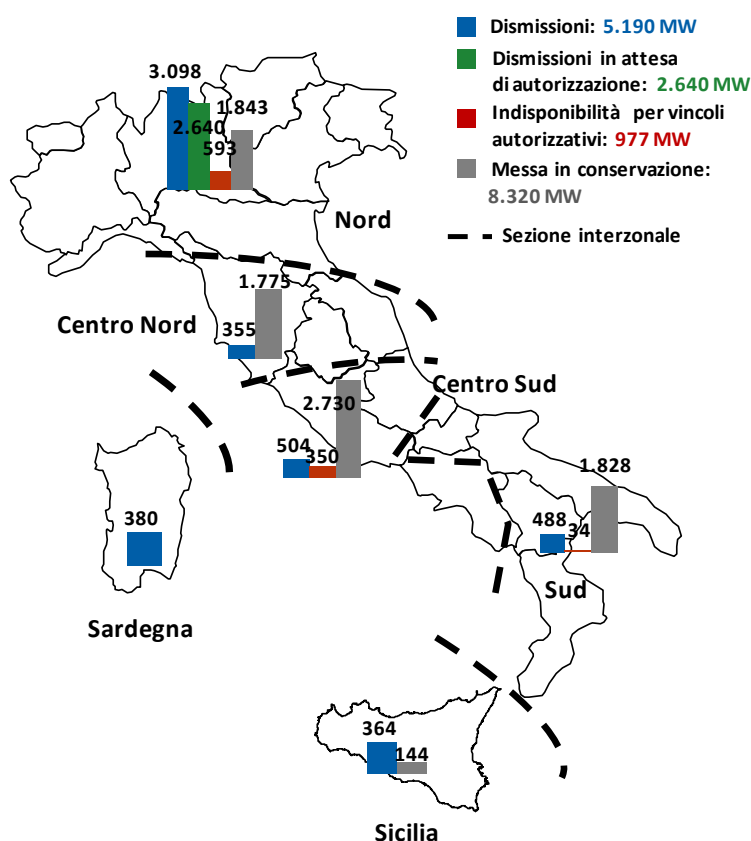 Dismissioni: 5.190 MW
Dismissioni in attesa
di autorizzazione: 2.640 MW
Indisponibilità per vincoli
autorizzativi: 977 MW
Messa in conservazione:
8.320 MW
Sezione interzonale
3.098
2.640
593
1.843
Nord
1.775
355
Centro Nord
Centro Sud
2.730
504
350
1.828
488
34
Sud
380
Sardegna
364
144
Sicilia